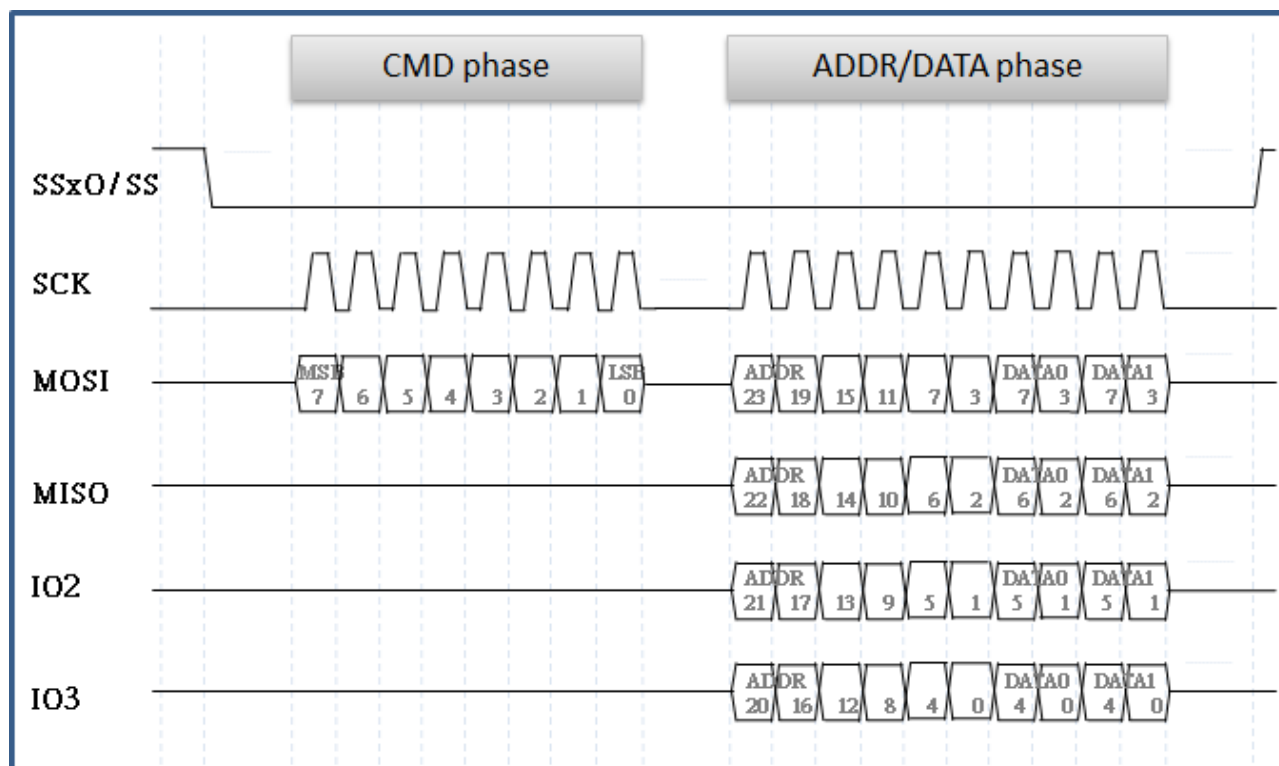 CMD phase ADDR/DATA phase
SSxO/SS
SCK
MOSI MSB LSB ADDR DATA0 DATA1
7 6 5 4 3 2 1 0 23 19 15 11 7 3 7 3 7 3
MISO ADDR DATA0 DATA1
22 18 14 10 6 2 6 2 6 2
IO2 ADDR DATA0 DATA1
21 17 13 9 5 1 5 1 5 1
IO3 ADDR DATA0 DATA1
20 16 12 8 4 0 4 0 4 0